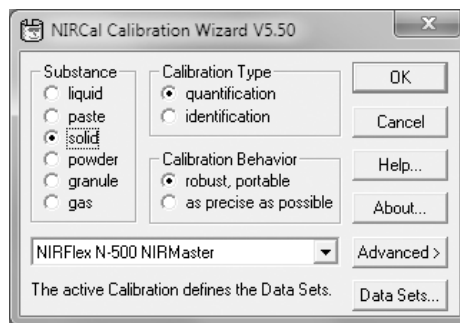 NIRCal Calibration Wizard V5.50
Substance
liquid
paste
solid
powder
granule
gas
Calibration Type
quantification
identification
Calibration Behavior
robust, portable
as precise as possible
OK
Cancel
Help...
About...
NIRFlex N-500 NIRMaster
Advanced >
The active Calibration defines the Data Sets.
Data Sets...